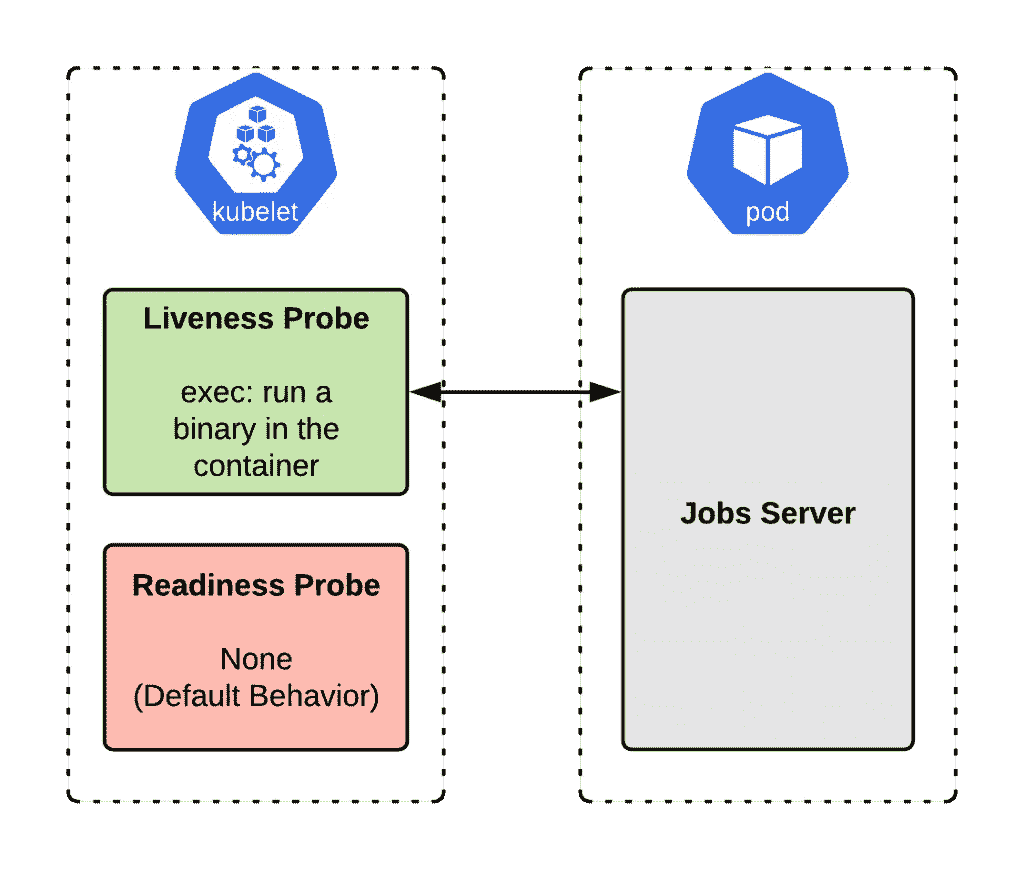 kubelet
Liveness Probe
exec: run a
binary in the
container
Readiness Probe
None
(Default Behavior)
pod
Jobs Server